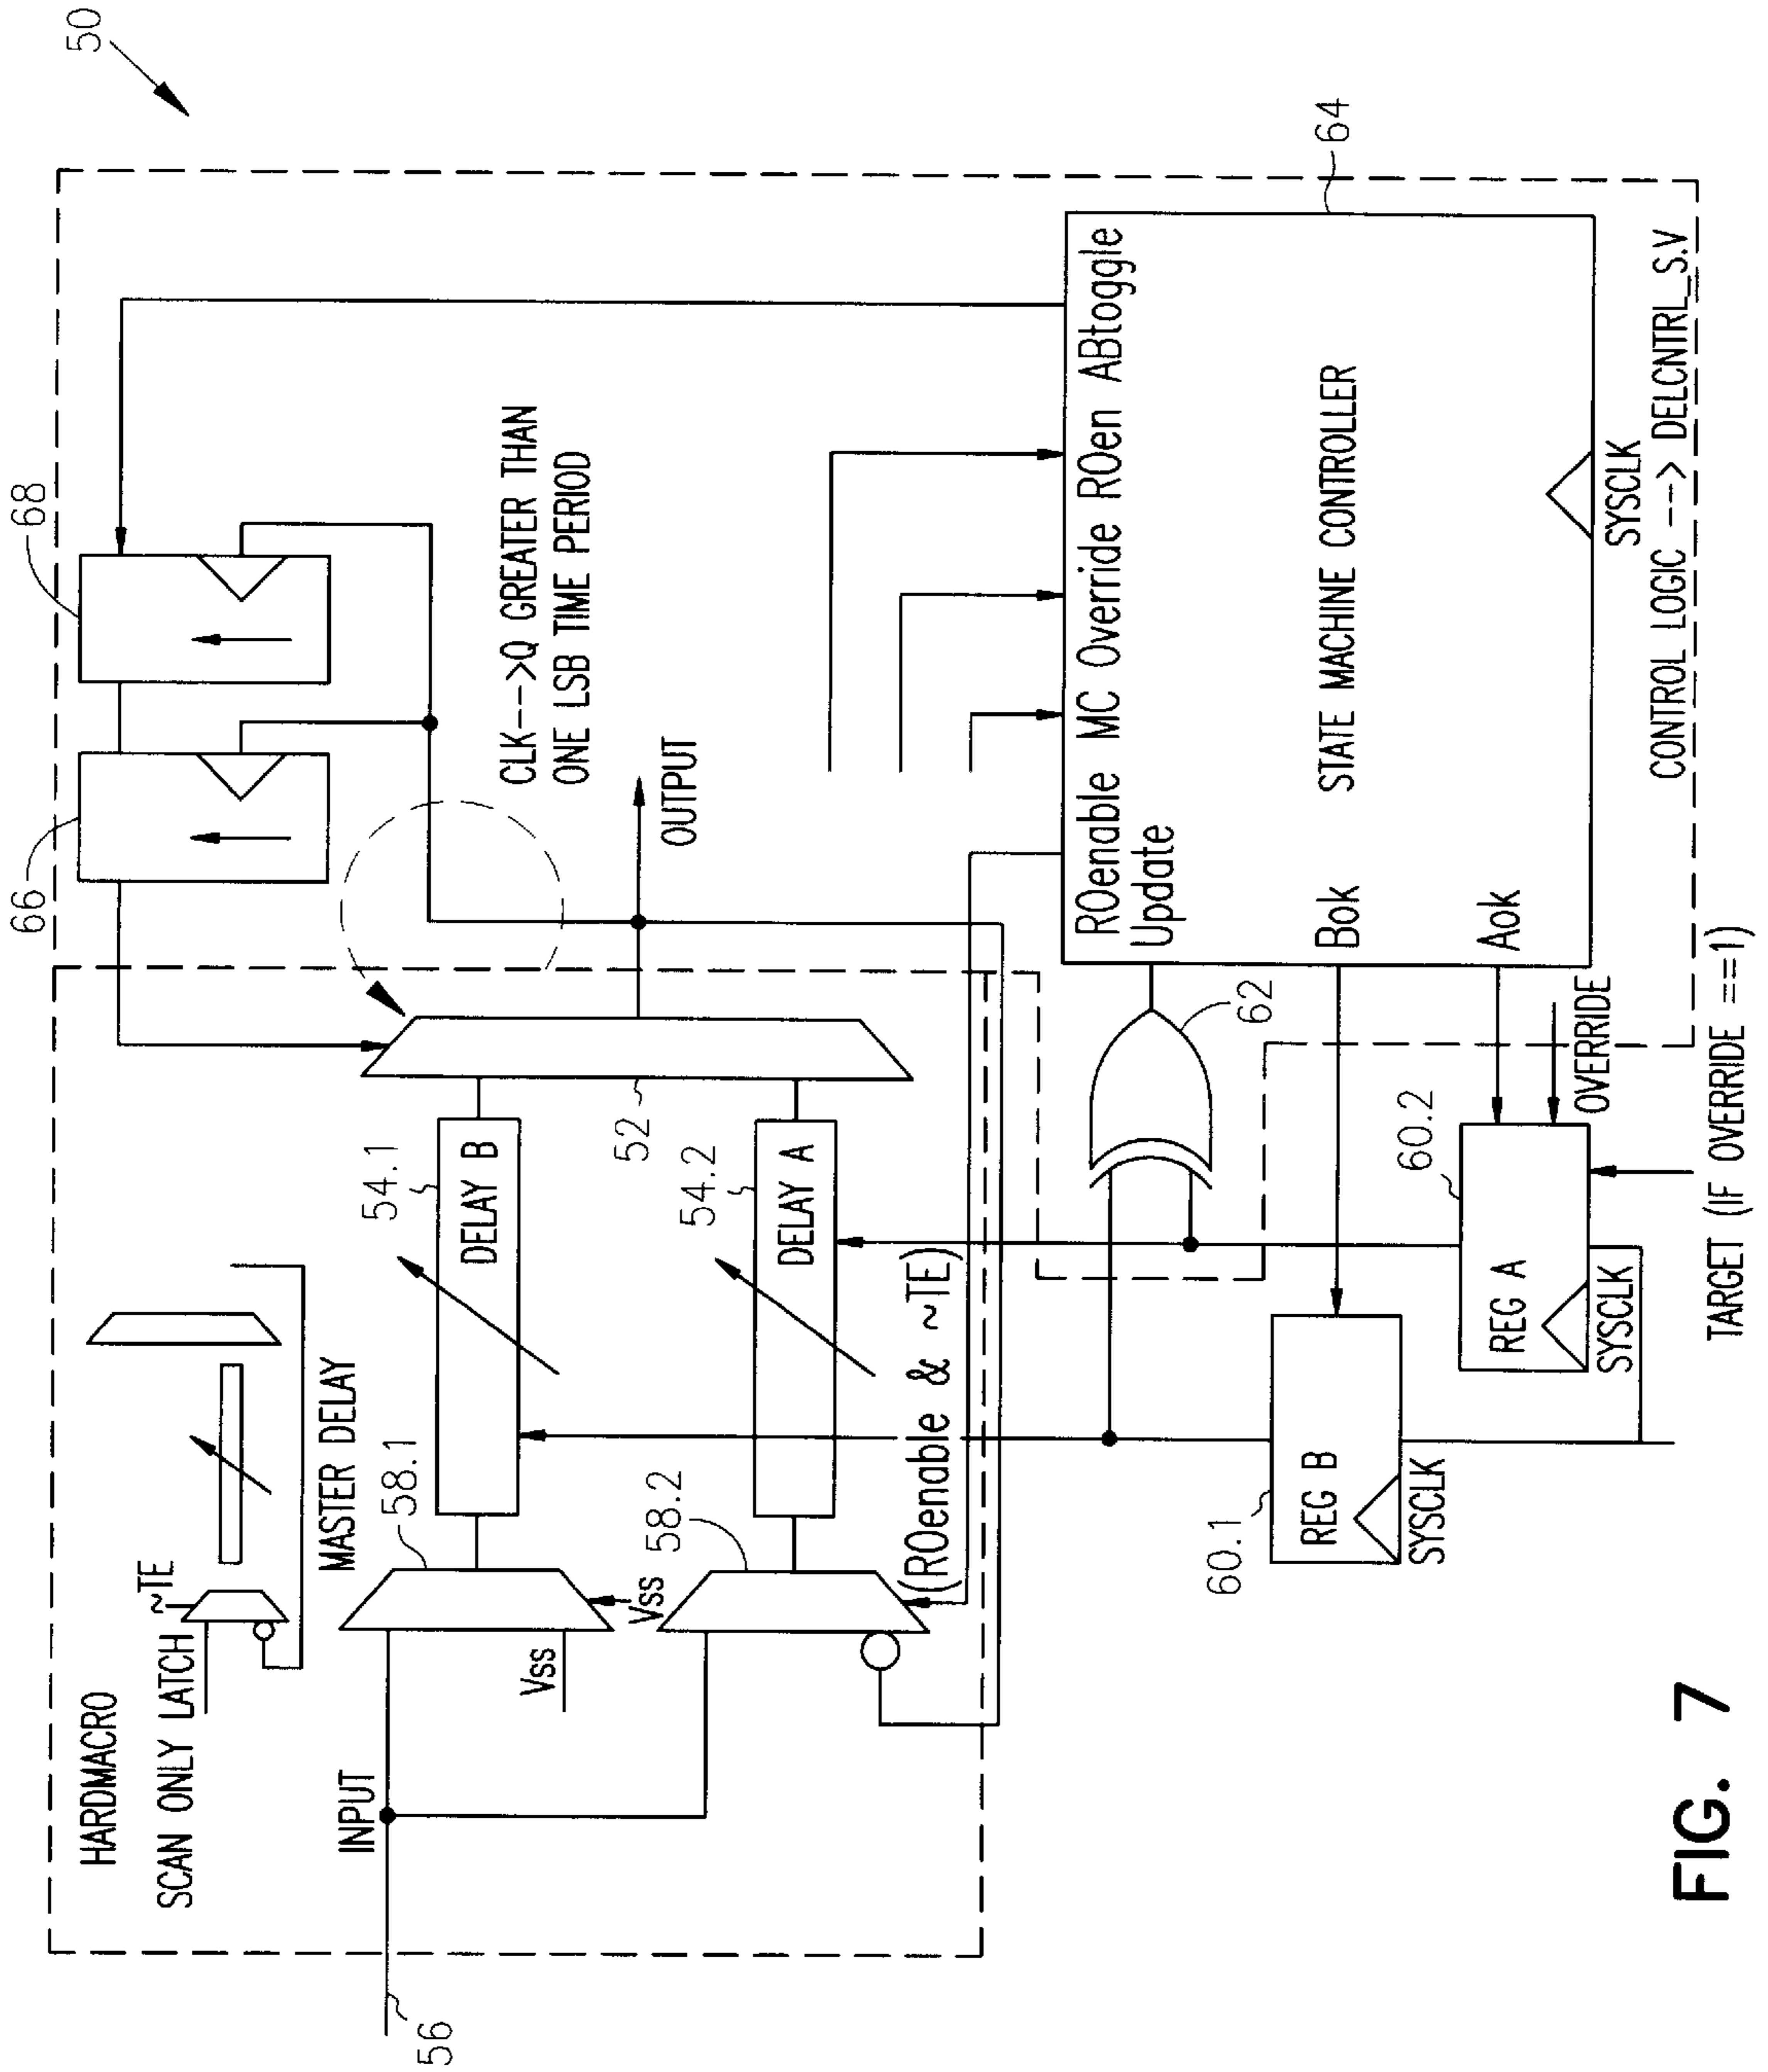 50
HARDMACRO
SCAN ONLY LATCH
~TE
MASTER DELAY
66
68
INPUT
56
58.1
Vss
Vss
58.2
54.1
DELAY B
54.2
DELAY A
52
OUTPUT
CLK-->Q GREATER THAN
ONE LSB TIME PERIOD
(ROenable & ~TE)
60.1
REG B
SYSCLK
60.2
REG A
SYSCLK
OVERRIDE
TARGET (IF OVERRIDE ==1)
62
64
ROenable MC Override ROen ABtoggle
Update
Bok
Aok
STATE MACHINE CONTROLLER
SYSCLK
CONTROL LOGIC --> DELCNTRL_S.V
FIG. 7